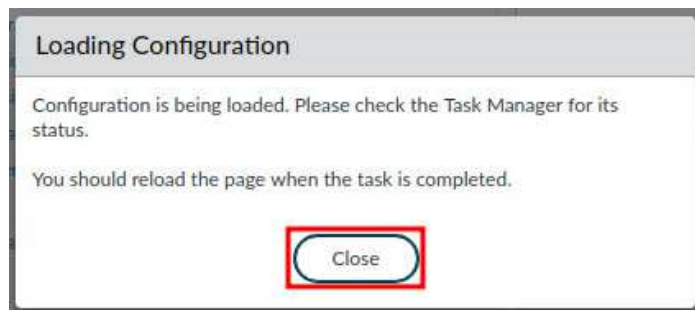 Loading Configuration
Configuration is being loaded. Please check the Task Manager for its
status.
You should reload the page when the task is completed.
Close